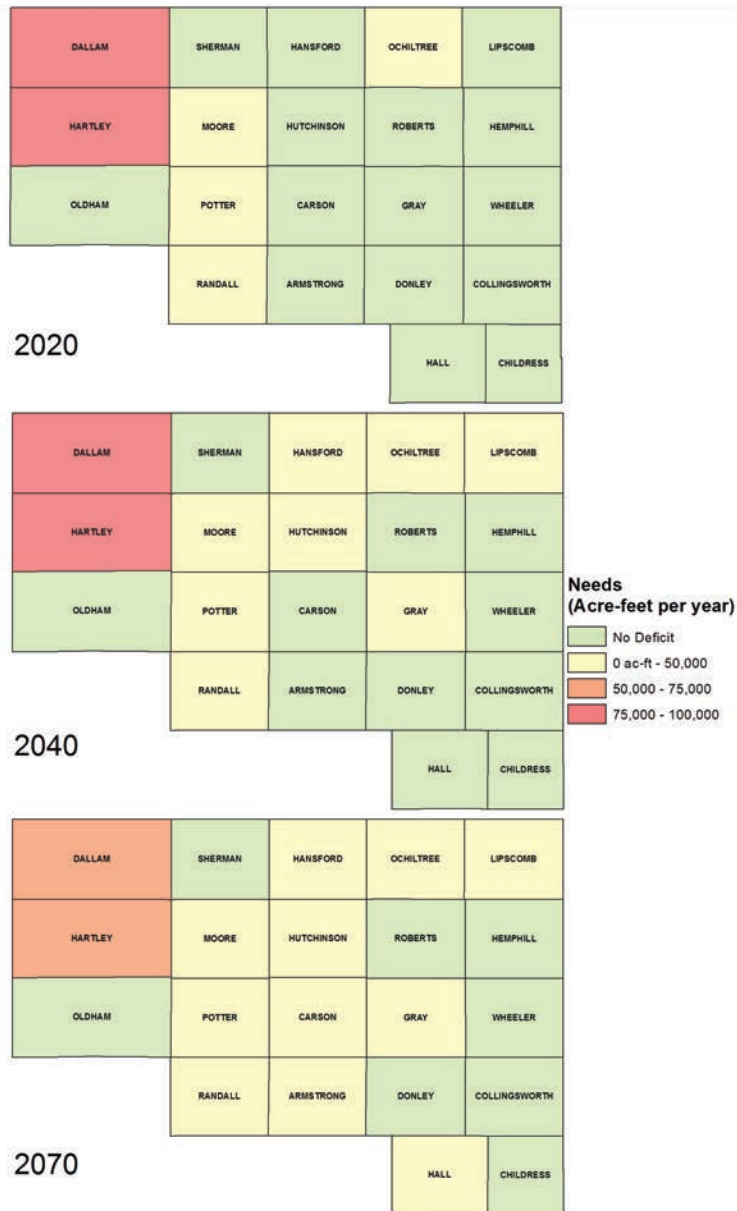 DALLAM SHERMAN HANSFORD OCHILTREE LIPSCOMB
HARTLEY MOORE HUTCHINSON ROBERTS HEMPHILL
OLDHAM POTTER CARSON GRAY WHEELER
RANDALL ARMSTRONG DONLEY COLLINGSWORTH
2020
HALL CHILDRESS
DALLAM SHERMAN HANSFORD OCHILTREE LIPSCOMB
HARTLEY MOORE HUTCHINSON ROBERTS HEMPHILL
OLDHAM POTTER CARSON GRAY WHEELER
RANDALL ARMSTRONG DONLEY COLLINGSWORTH
2040
HALL CHILDRESS
Needs
(Acre-feet per year)
No Deficit
0 ac-ft - 50,000
50,000 - 75,000
75,000 - 100,000
DALLAM SHERMAN HANSFORD OCHILTREE LIPSCOMB
HARTLEY MOORE HUTCHINSON ROBERTS HEMPHILL
OLDHAM POTTER CARSON GRAY WHEELER
RANDALL ARMSTRONG DONLEY COLLINGSWORTH
2070
HALL CHILDRESS